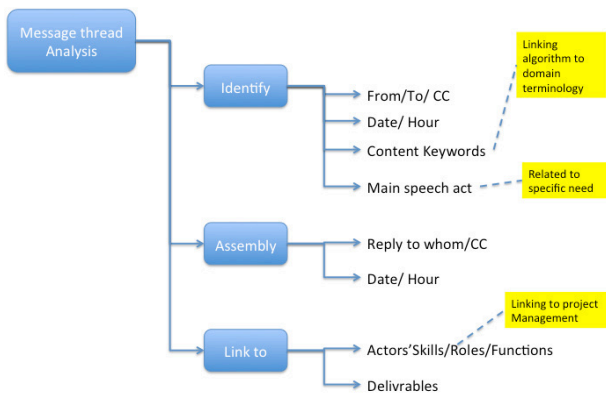 Message thread
Analysis
Linking
algorithm to
domain
terminology
Identify
From/To/ CC
Date/ Hour
Content Keywords
Main speech act
Related to
specific need
Assembly
Reply to whom/CC
Date/ Hour
Linking to project
Management
Link to
Actors'Skills/Roles/Functions
Delivrables